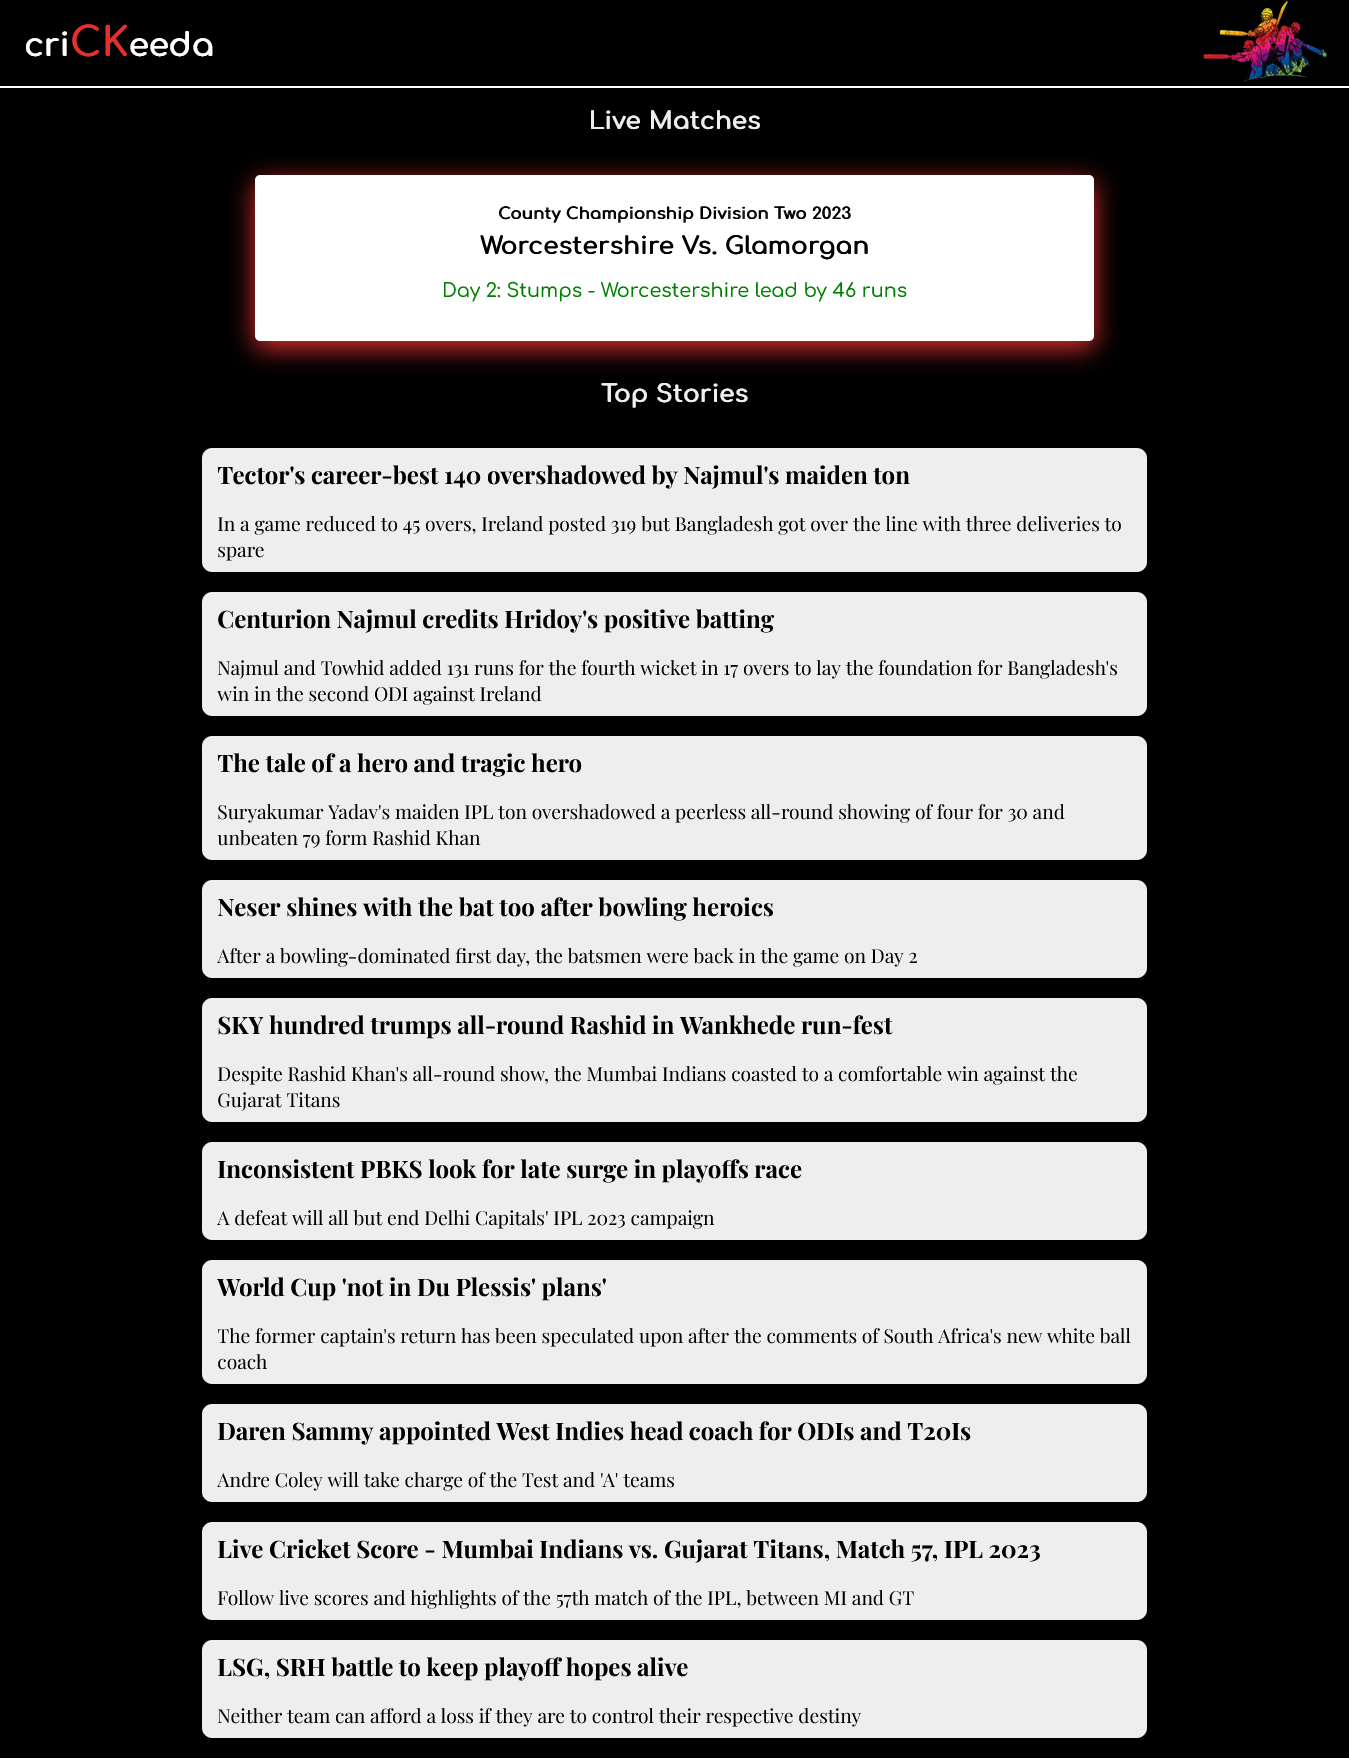 criCKeeda
Live Matches
County Championship Division Two 2023
Worcestershire Vs. Glamorgan
Day 2: Stumps - Worcestershire lead by 46 runs
Top Stories
Tector's career-best 140 overshadowed by Najmul's maiden ton
In a game reduced to 45 overs, Ireland posted 319 but Bangladesh got over the line with three deliveries to
spare
Centurion Najmul credits Hridoy's positive batting
Najmul and Towhid added 131 runs for the fourth wicket in 17 overs to lay the foundation for Bangladesh's
win in the second ODI against Ireland
The tale of a hero and tragic hero
Suryakumar Yadav's maiden IPL ton overshadowed a peerless all-round showing of four for 30 and
unbeaten 79 form Rashid Khan
Neser shines with the bat too after bowling heroics
After a bowling-dominated first day, the batsmen were back in the game on Day 2
SKY hundred trumps all-round Rashid in Wankhede run-fest
Despite Rashid Khan's all-round show, the Mumbai Indians coasted to a comfortable win against the
Gujarat Titans
Inconsistent PBKS look for late surge in playoffs race
A defeat will all but end Delhi Capitals' IPL 2023 campaign
World Cup 'not in Du Plessis' plans'
The former captain's return has been speculated upon after the comments of South Africa's new white ball
coach
Daren Sammy appointed West Indies head coach for ODIs and T20Is
Andre Coley will take charge of the Test and 'A' teams
Live Cricket Score - Mumbai Indians vs. Gujarat Titans, Match 57, IPL 2023
Follow live scores and highlights of the 57th match of the IPL, between MI and GT
LSG, SRH battle to keep playoff hopes alive
Neither team can afford a loss if they are to control their respective destiny